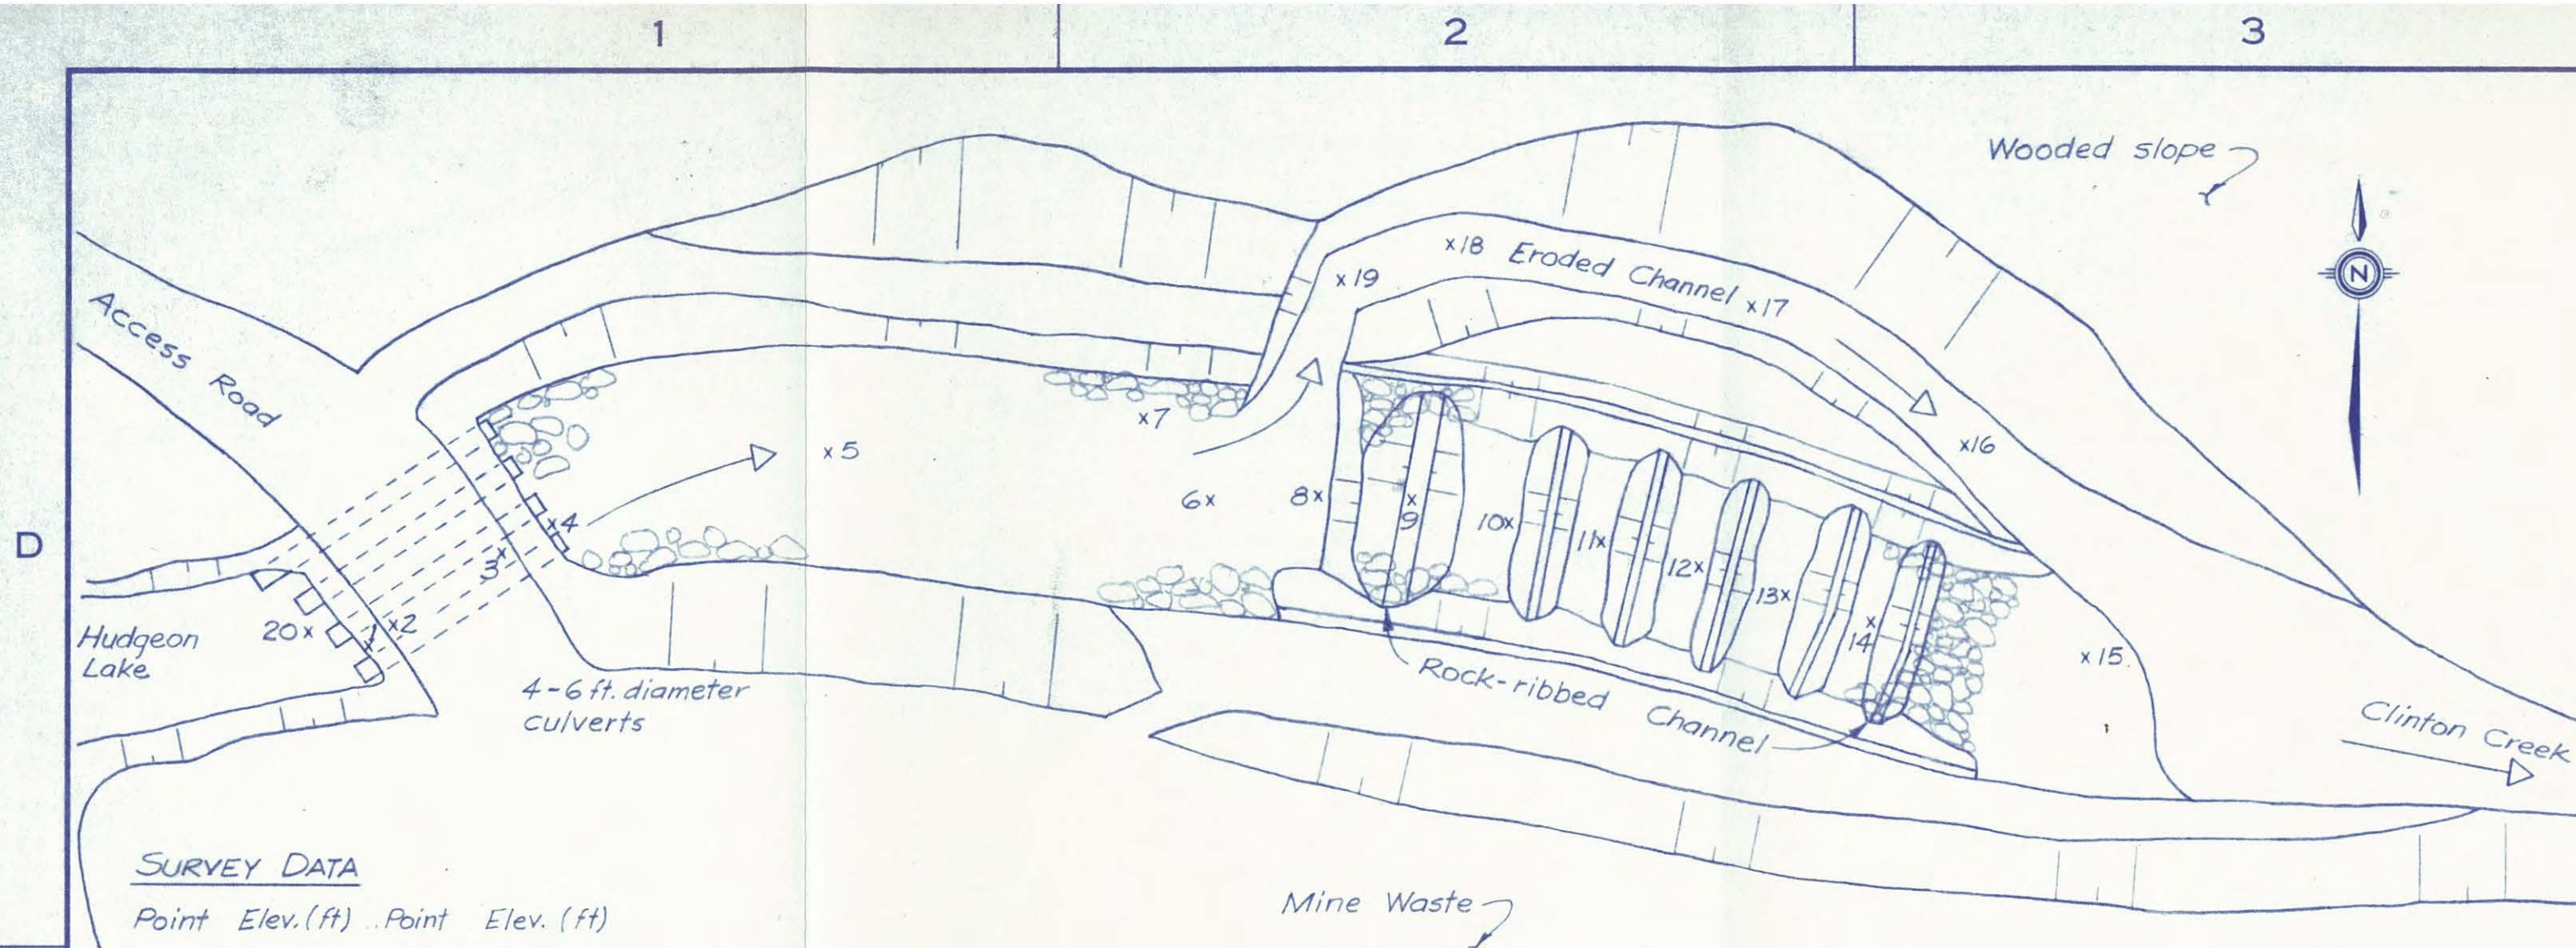 1 2 3
Wooded slope
x18 Eroded Channel x17
x19
N
Access Road
x7
x5
x16
6x 8x x 9 10x 11x 12x 13x x 14
D
x4
x 3
Hudgeon
Lake
20x 1 x2
x15
4-6 ft. diameter
culverts
Rock-ribbed Channel
Clinton Creek
SURVEY DATA
Point Elev.(ft) Point Elev. (ft)
Mine Waste